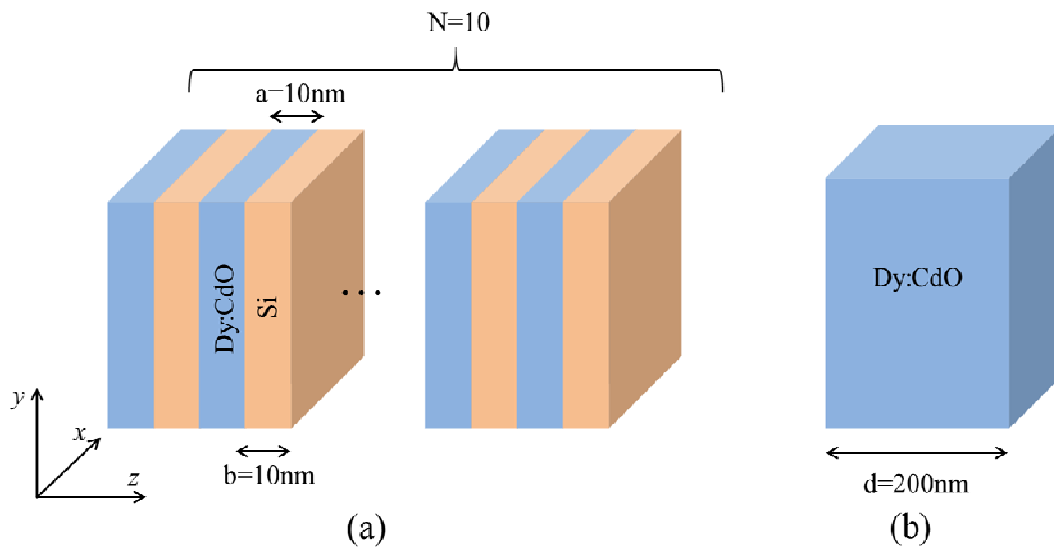 N=10
a=10nm
Dy:CdO
Si
...
Dy:CdO
y
x
z
b=10nm
d=200nm
(a)
(b)